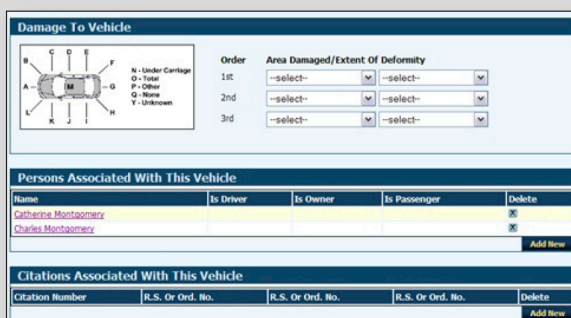 Damage To Vehicle
B C D E F
A M G
L K J I H
N - Under Carriage
O - Total
P - Other
Q - None
Y - Unknown
Order Area Damaged/Extent Of Deformity
1st --select-- --select--
2nd --select-- --select--
3rd --select-- --select--
Persons Associated With This Vehicle
Name Is Driver Is Owner Is Passenger Delete
Catherine Montgomery X
Charles Montgomery X
Add New
Citations Associated With This Vehicle
Citation Number R.S. Or Ord. No. R.S. Or Ord. No. R.S. Or Ord. No. Delete
Add New